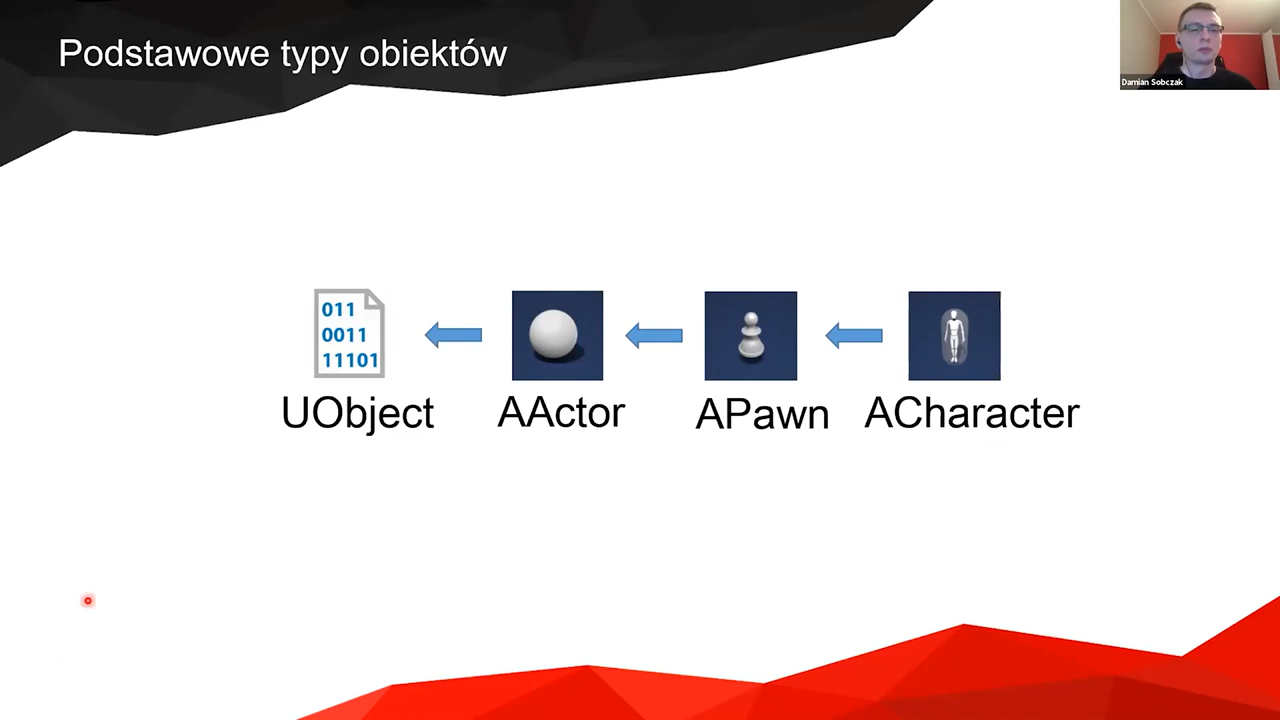 Podstawowe typy obiektów
Damian Sobczak
011
0011
11101
UObject
AActor
APawn
ACharacter